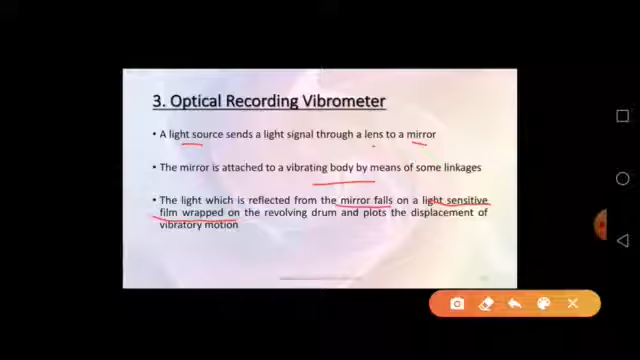 3. Optical Recording Vibrometer
• A light source sends a light signal through a lens to a mirror
• The mirror is attached to a vibrating body by means of some linkages
• The light which is reflected from the mirror falls on a light sensitive
film wrapped on the revolving drum and plots the displacement of
vibratory motion